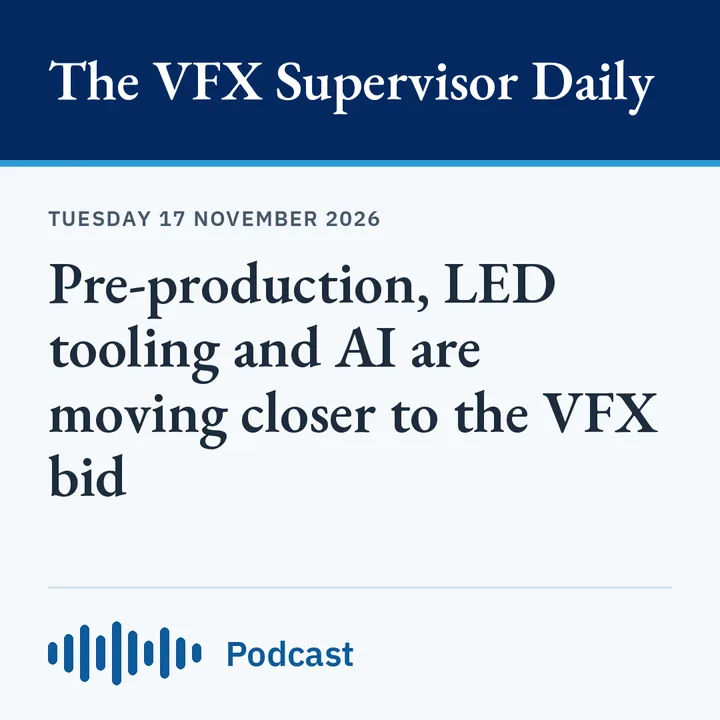 The VFX Supervisor Daily
TUESDAY 17 NOVEMBER 2026
Pre-production, LED
tooling and AI are
moving closer to the VFX
bid
Podcast